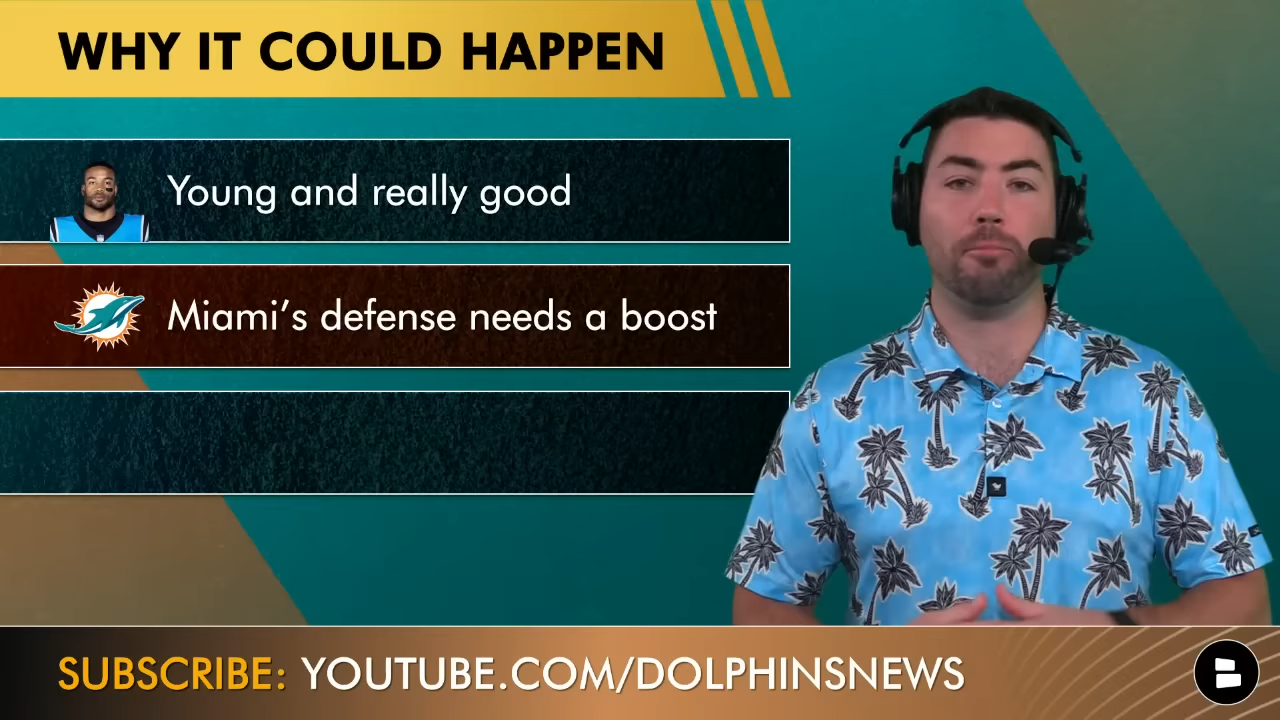 WHY IT COULD HAPPEN
Young and really good
Miami's defense needs a boost
SUBSCRIBE: YOUTUBE.COM/DOLPHINSNEWS